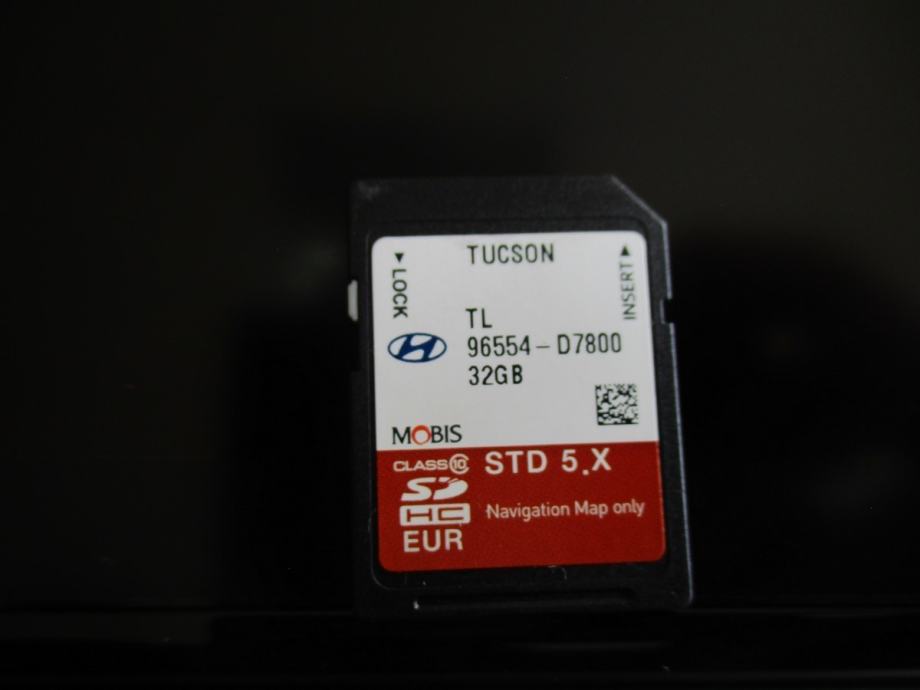 TUCSON
▼ LOCK
INSERT ▲
TL
96554-D7800
32GB
MOBIS
CLASS 10 STD 5.X
SD
HC Navigation Map only
EUR